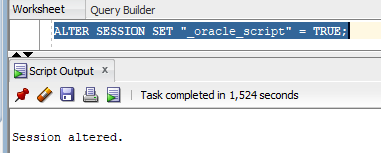 Worksheet Query Builder
ALTER SESSION SET "_oracle_script" = TRUE;
Script Output x
Task completed in 1,524 seconds
Session altered.